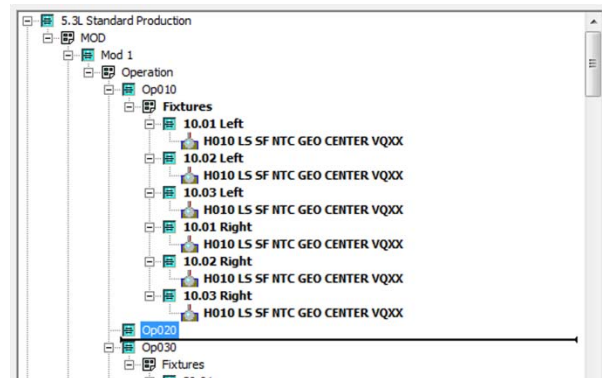 5.3L Standard Production
MOD
Mod 1
Operation
Op010
Fixtures
10.01 Left
H010 LS SF NTC GEO CENTER VQXX
10.02 Left
H010 LS SF NTC GEO CENTER VQXX
10.03 Left
H010 LS SF NTC GEO CENTER VQXX
10.01 Right
H010 LS SF NTC GEO CENTER VQXX
10.02 Right
H010 LS SF NTC GEO CENTER VQXX
10.03 Right
H010 LS SF NTC GEO CENTER VQXX
Op020
Op030
Fixtures